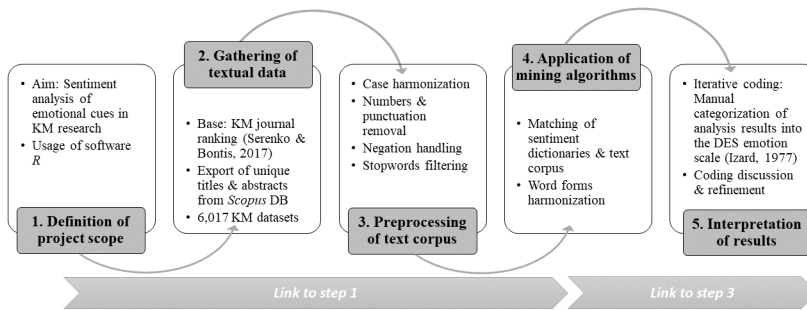 • Aim: Sentiment
analysis of
emotional cues in
KM research
• Usage of software
R
1. Definition of
project scope
2. Gathering of
textual data
• Base: KM journal
ranking (Serenko &
Bontis, 2017)
• Export of unique
titles & abstracts
from Scopus DB
• 6,017 KM datasets
• Case harmonization
• Numbers &
punctuation
removal
• Negation handling
• Stopwords filtering
3. Preprocessing
of text corpus
4. Application of
mining algorithms
• Matching of
sentiment
dictionaries & text
corpus
• Word forms
harmonization
• Iterative coding:
Manual
categorization of
analysis results into
the DES emotion
scale (Izard, 1977)
• Coding discussion
& refinement
5. Interpretation
of results
Link to step 1
Link to step 3